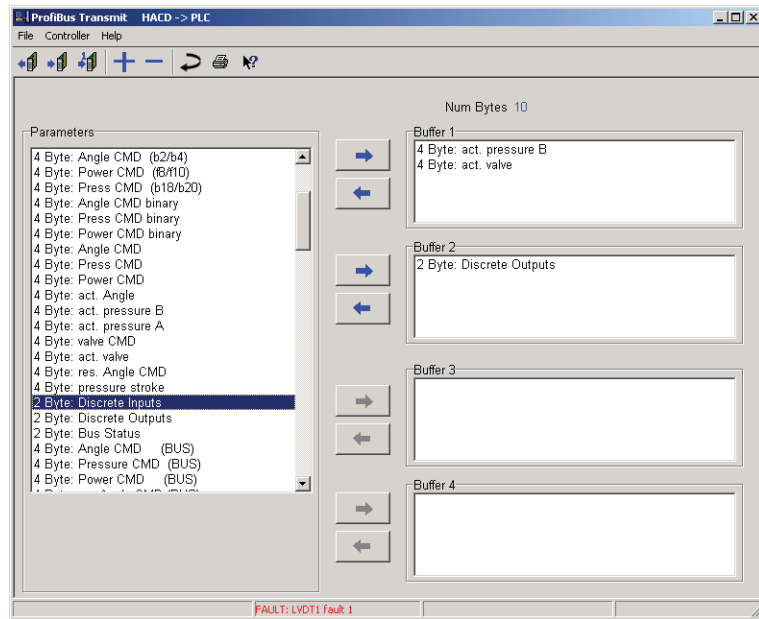 ProfiBus Transmit HACD -> PLC
File Controller Help
Num Bytes 10
Parameters
4 Byte: Angle CMD (b2/b4)
4 Byte: Power CMD (f8/f10)
4 Byte: Press CMD (b18/b20)
4 Byte: Angle CMD binary
4 Byte: Press CMD binary
4 Byte: Power CMD binary
4 Byte: Angle CMD
4 Byte: Press CMD
4 Byte: Power CMD
4 Byte: act. Angle
4 Byte: act. pressure B
4 Byte: act. pressure A
4 Byte: valve CMD
4 Byte: act. valve
4 Byte: res. Angle CMD
4 Byte: pressure stroke
2 Byte: Discrete Inputs
2 Byte: Discrete Outputs
2 Byte: Bus Status
4 Byte: Angle CMD (BUS)
4 Byte: Pressure CMD (BUS)
4 Byte: Power CMD (BUS)
Buffer 1
4 Byte: act. pressure B
4 Byte: act. valve
Buffer 2
2 Byte: Discrete Outputs
Buffer 3
Buffer 4
FAULT: LVDT1 fault 1